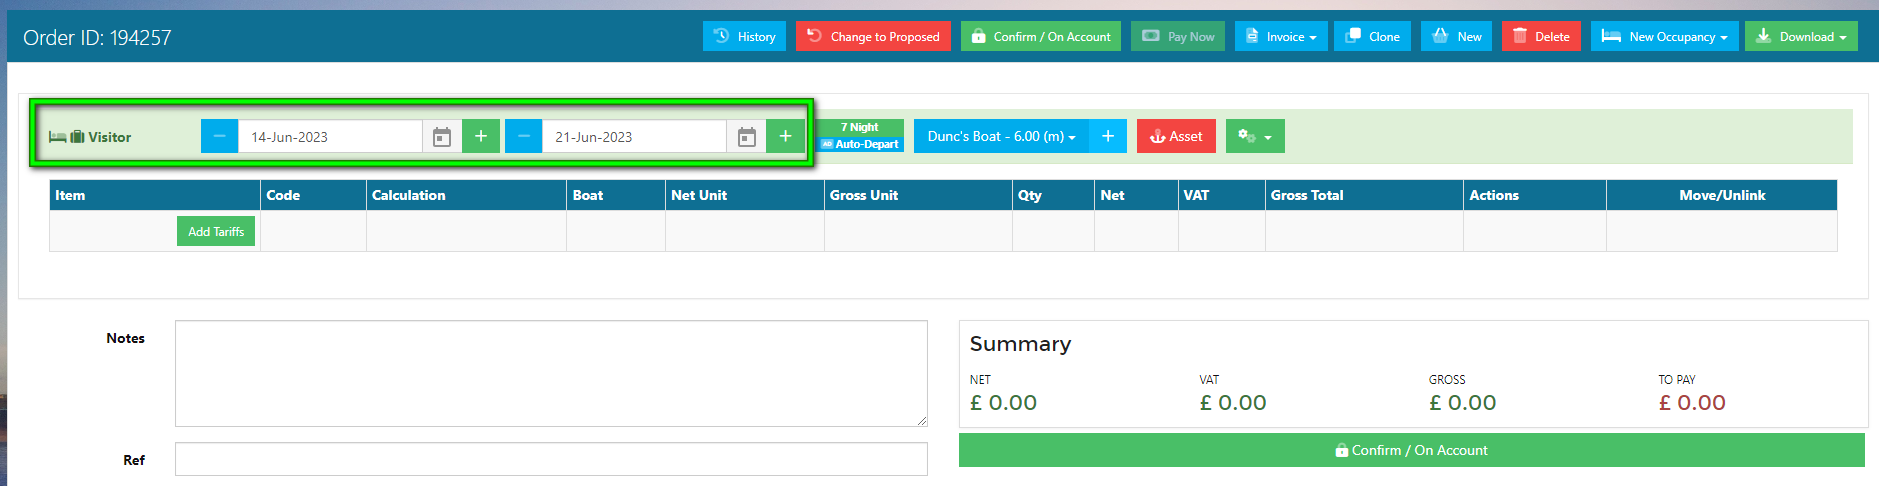 Order ID: 194257
History
Change to Proposed
Confirm / On Account
Pay Now
Invoice
Clone
New
Delete
New Occupancy
Download
Visitor
14-Jun-2023
+
21-Jun-2023
+
7 Night
AD Auto-Depart
Dunc's Boat - 6.00 (m)
+
Asset
Item Code Calculation Boat Net Unit Gross Unit Qty Net VAT Gross Total Actions Move/Unlink
Add Tariffs
Notes
Ref
Summary
NET VAT GROSS TO PAY
£ 0.00 £ 0.00 £ 0.00 £ 0.00
Confirm / On Account